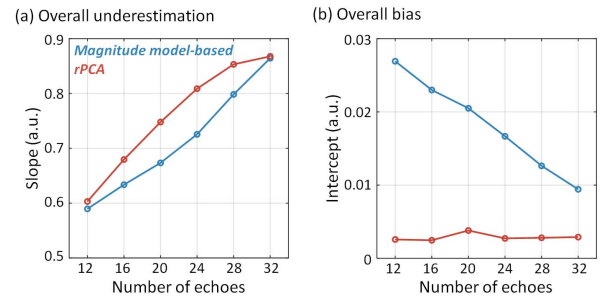 (a) Overall underestimation
0.9
0.8
0.7
0.6
0.5
Slope (a.u.)
Magnitude model-based
rPCA
12 16 20 24 28 32
Number of echoes
(b) Overall bias
0.03
0.02
0.01
0
Intercept (a.u.)
12 16 20 24 28 32
Number of echoes